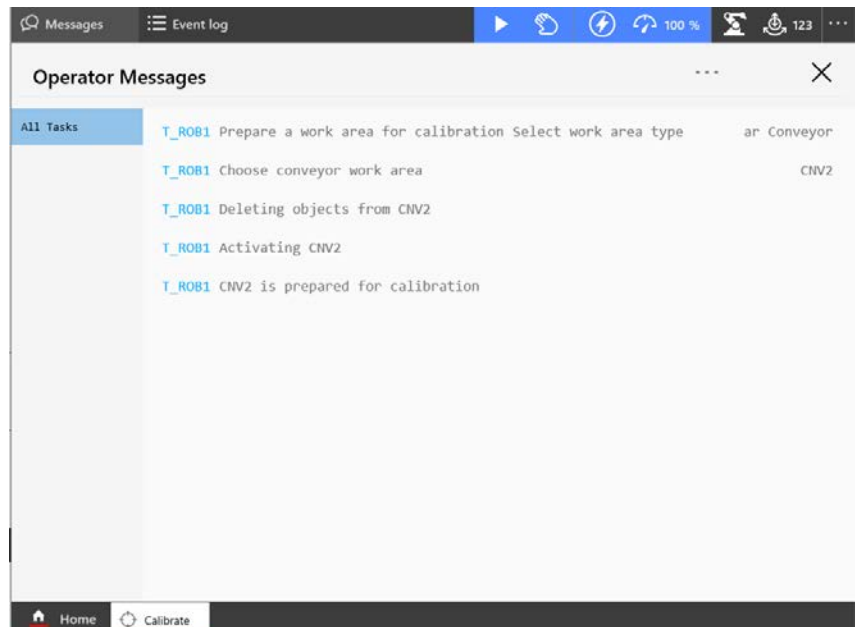 Messages Event log 100 % 123 ...
Operator Messages ...
All Tasks
T_ROB1 Prepare a work area for calibration Select work area type ar Conveyor
T_ROB1 Choose conveyor work area CNV2
T_ROB1 Deleting objects from CNV2
T_ROB1 Activating CNV2
T_ROB1 CNV2 is prepared for calibration
Home Calibrate